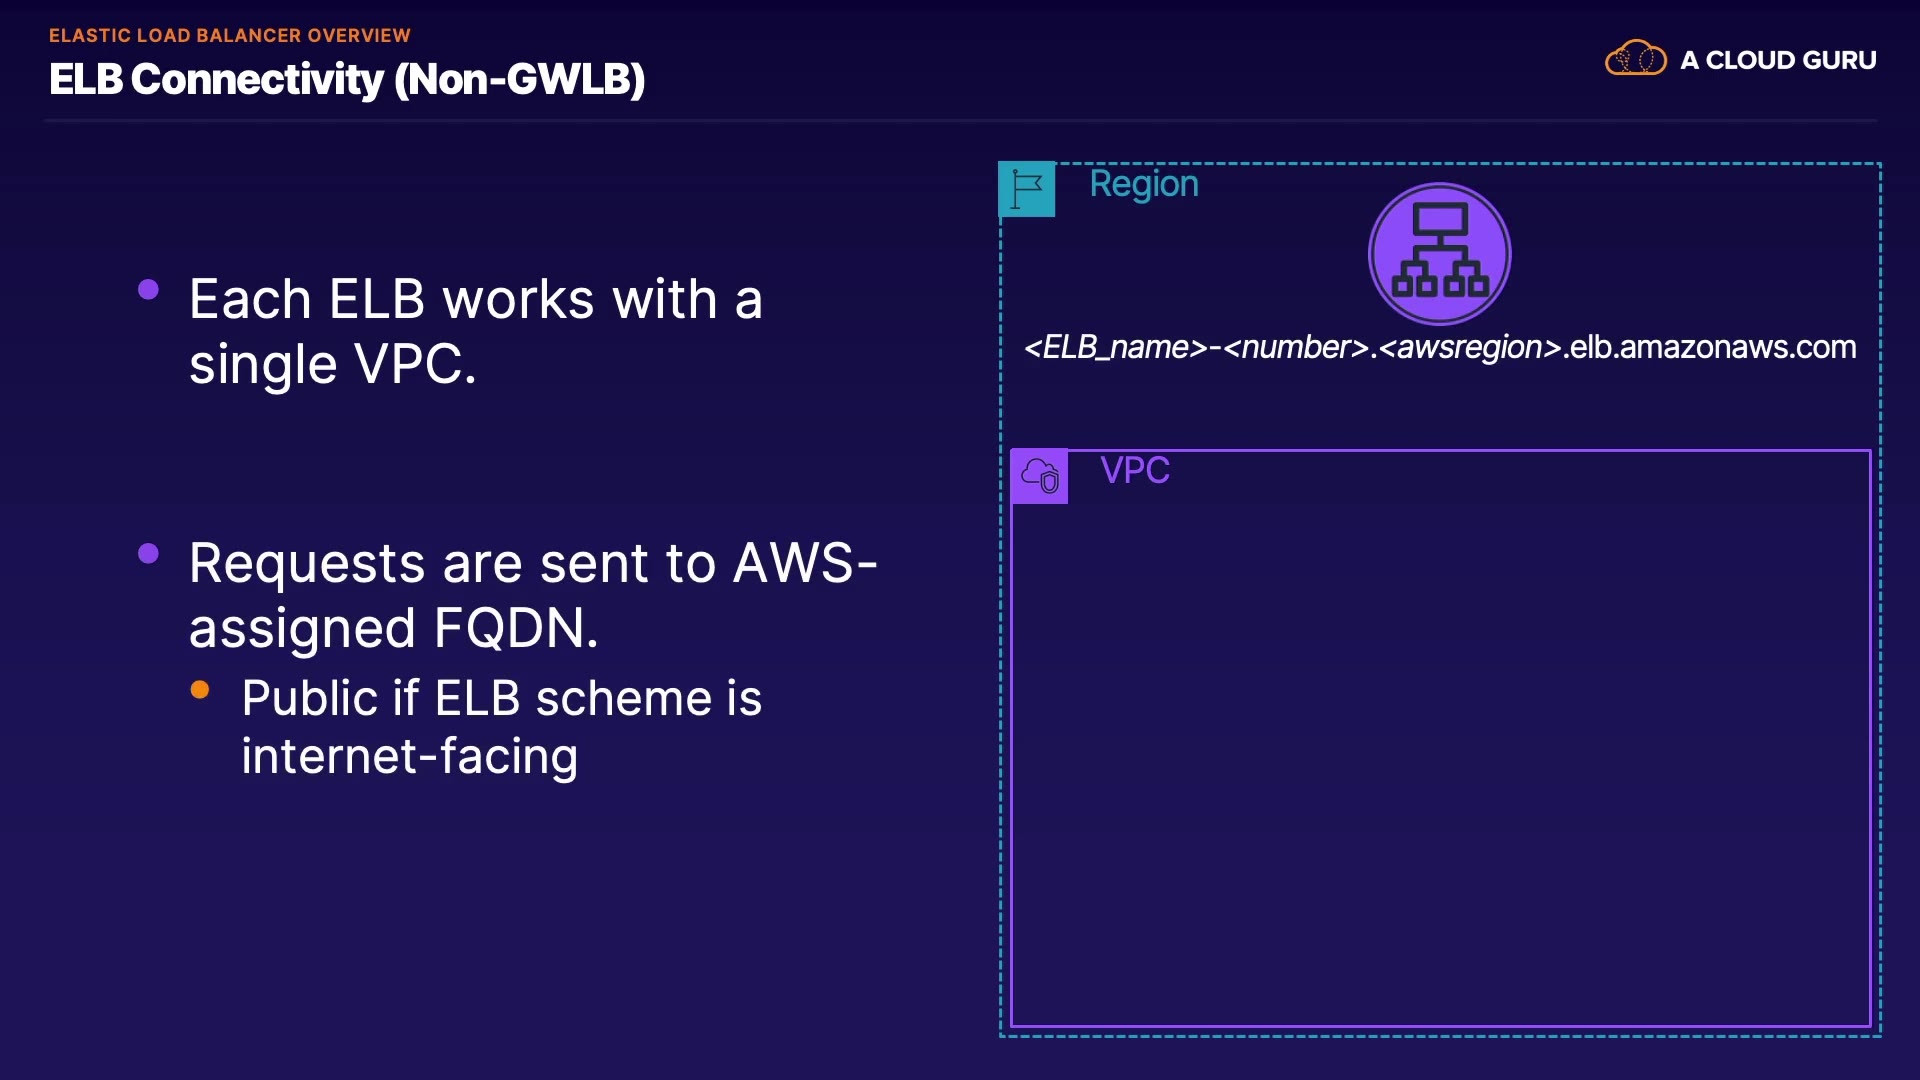 ELASTIC LOAD BALANCER OVERVIEW
ELB Connectivity (Non-GWLB)
A CLOUD GURU
Each ELB works with a
single VPC.
Requests are sent to AWS-
assigned FQDN.
Public if ELB scheme is
internet-facing
Region
<ELB_name>-<number>.<awsregion>.elb.amazonaws.com
VPC